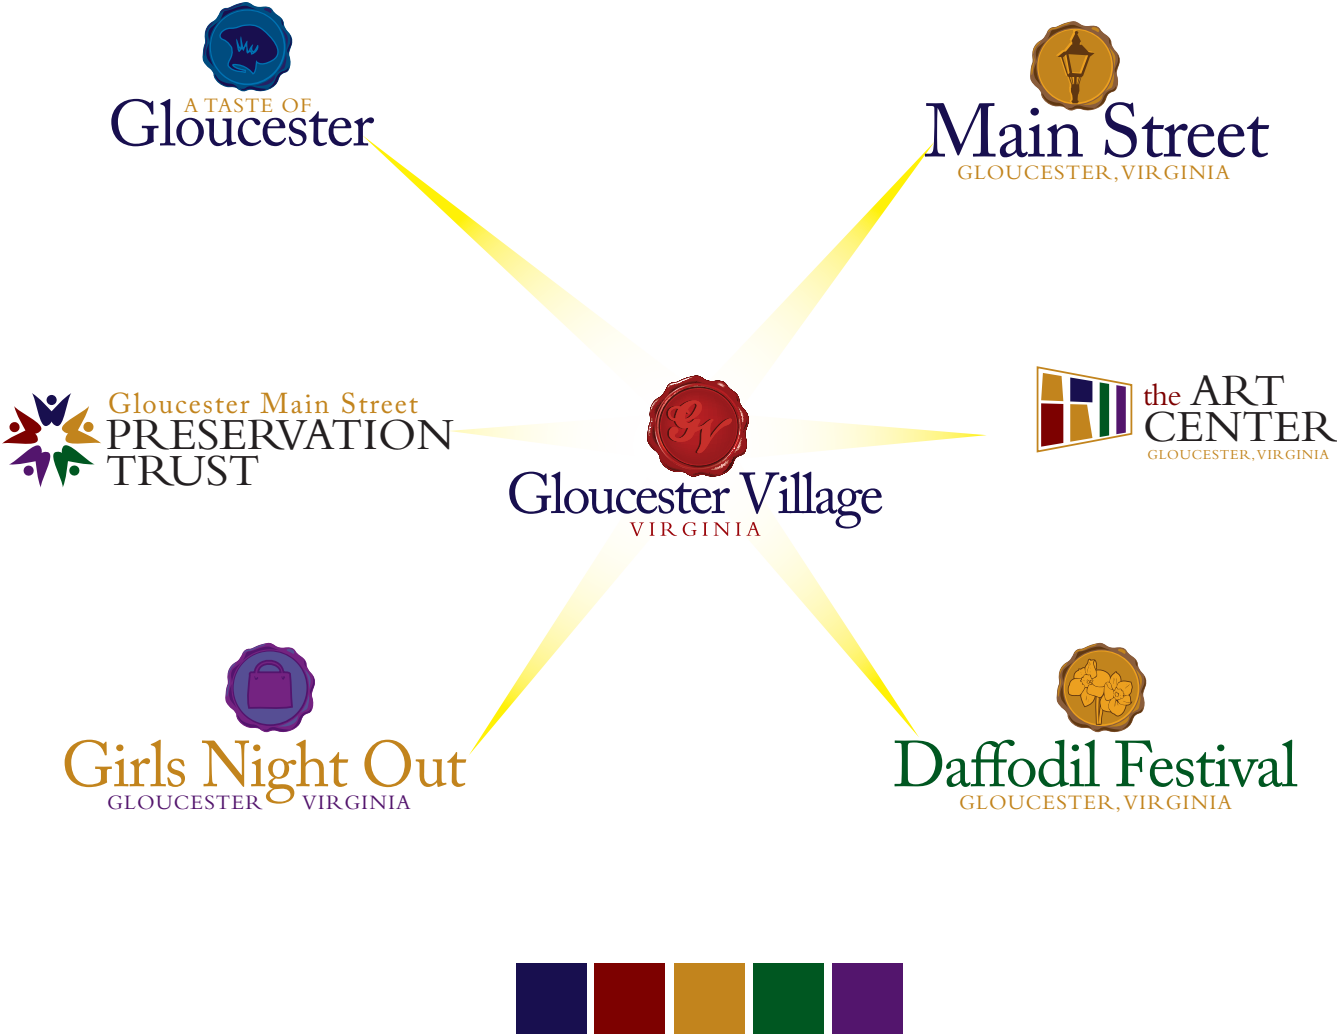 A TASTE OF
Gloucester
Main Street
GLOUCESTER, VIRGINIA
Gloucester Main Street
PRESERVATION
TRUST
the ART
CENTER
GLOUCESTER, VIRGINIA
GV
Gloucester Village
VIRGINIA
Girls Night Out
GLOUCESTER VIRGINIA
Daffodil Festival
GLOUCESTER, VIRGINIA